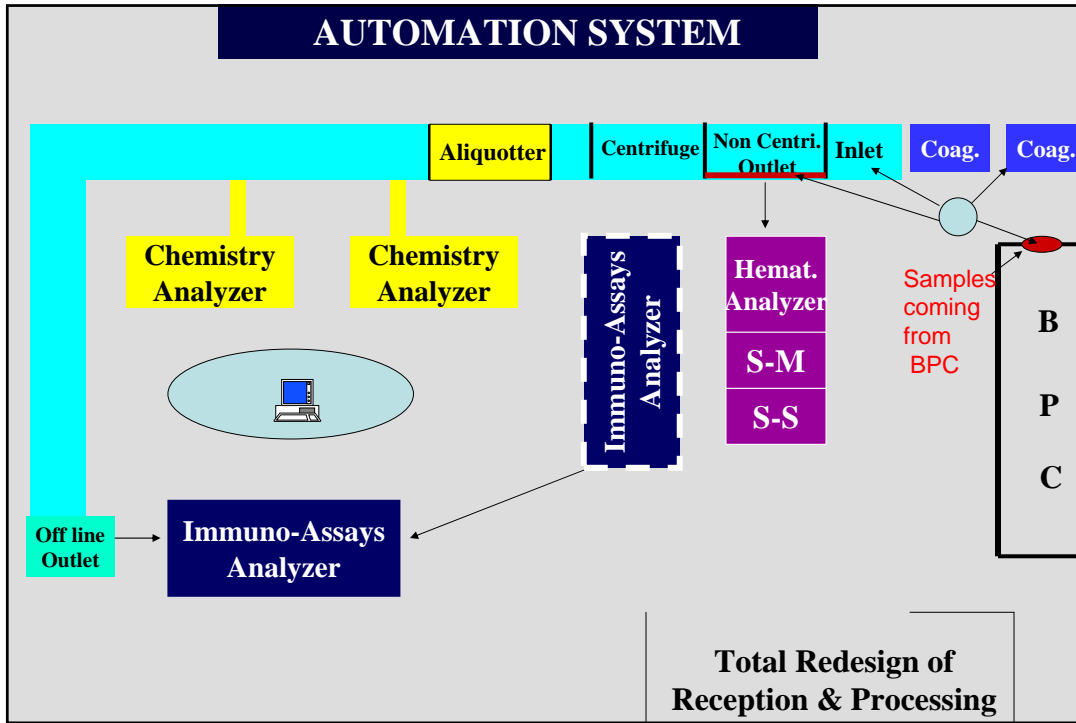 AUTOMATION SYSTEM
Aliquotter
Centrifuge
Non Centri.
Outlet
Inlet
Coag.
Coag.
Chemistry
Analyzer
Chemistry
Analyzer
Immuno-Assays
Analyzer
Hemat.
Analyzer
S-M
S-S
Samples
coming
from
BPC
B
P
C
Off line
Outlet
Immuno-Assays
Analyzer
Total Redesign of
Reception & Processing